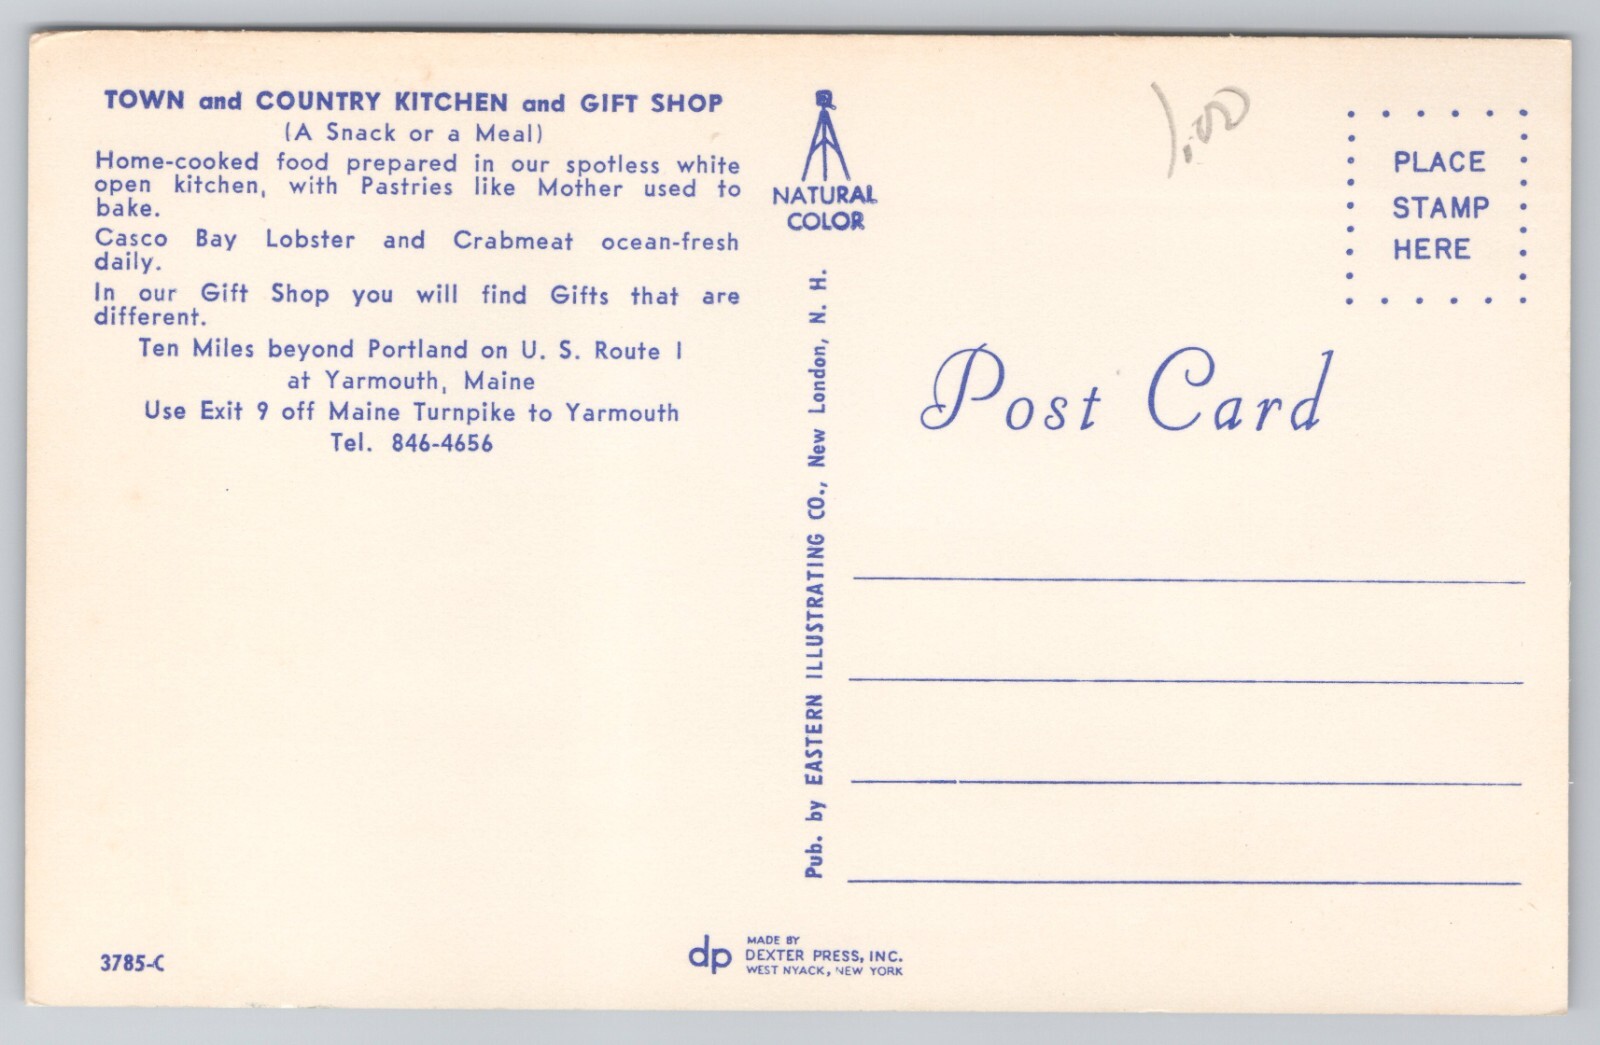 TOWN and COUNTRY KITCHEN and GIFT SHOP
(A Snack or a Meal)
Home-cooked food prepared in our spotless white
open kitchen, with Pastries like Mother used to
bake.
Casco Bay Lobster and Crabmeat ocean-fresh
daily.
In our Gift Shop you will find Gifts that are
different.
Ten Miles beyond Portland on U. S. Route 1
at Yarmouth, Maine
Use Exit 9 off Maine Turnpike to Yarmouth
Tel. 846-4656
3785-C
NATURAL
COLOR
Pub. by EASTERN ILLUSTRATING CO., New London, N. H.
dp
MADE BY
DEXTER PRESS, INC.
WEST NYACK, NEW YORK
1.00
PLACE
STAMP
HERE
Post Card